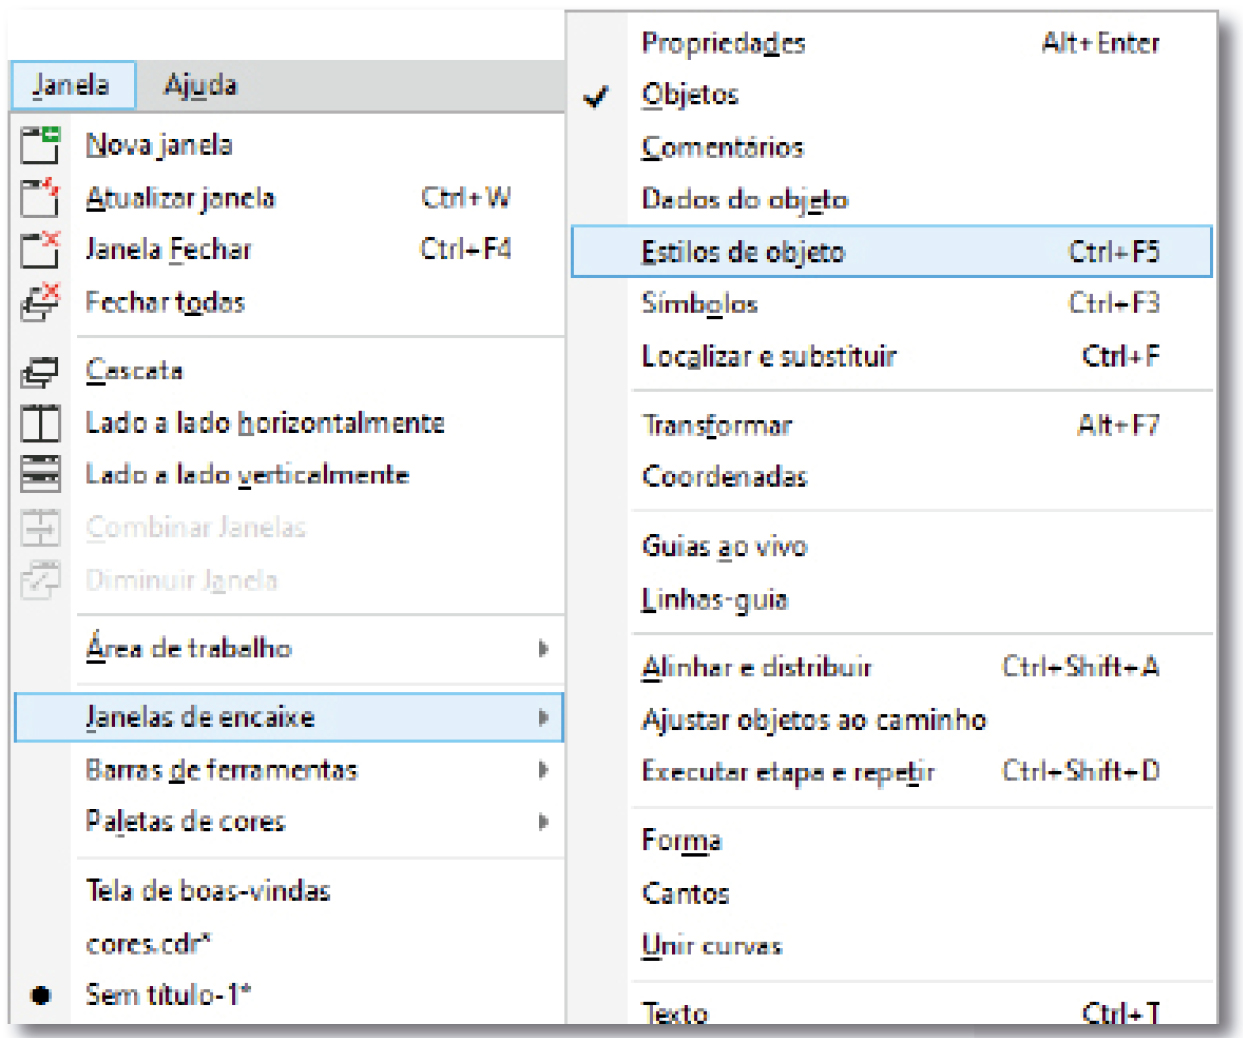 Janela Ajuda
Nova janela
Atualizar janela Ctrl+W
Janela Fechar Ctrl+F4
Fechar todas
Cascata
Lado a lado horizontalmente
Lado a lado verticalmente
Combinar Janelas
Diminuir Janela
Área de trabalho
Janelas de encaixe
Barras de ferramentas
Paletas de cores
Tela de boas-vindas
cores.cdr*
Sem título-1*
Propriedades Alt+Enter
Objetos
Comentários
Dados do objeto
Estilos de objeto Ctrl+F5
Símbolos Ctrl+F3
Localizar e substituir Ctrl+F
Transformar Alt+F7
Coordenadas
Guias ao vivo
Linhas-guia
Alinhar e distribuir Ctrl+Shift+A
Ajustar objetos ao caminho
Executar etapa e repetir Ctrl+Shift+D
Forma
Cantos
Unir curvas
Texto Ctrl+T